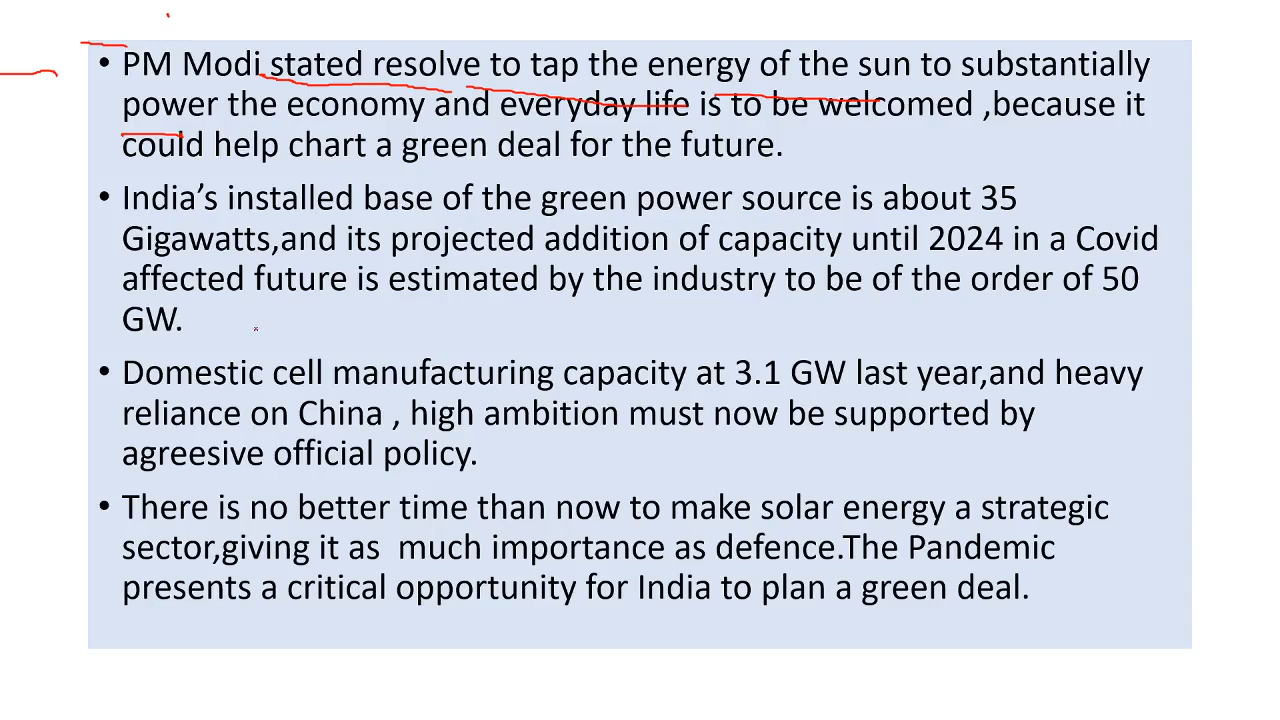 • PM Modi stated resolve to tap the energy of the sun to substantially
power the economy and everyday life is to be welcomed ,because it
could help chart a green deal for the future.
• India’s installed base of the green power source is about 35
Gigawatts,and its projected addition of capacity until 2024 in a Covid
affected future is estimated by the industry to be of the order of 50
GW.
• Domestic cell manufacturing capacity at 3.1 GW last year,and heavy
reliance on China , high ambition must now be supported by
agreesive official policy.
• There is no better time than now to make solar energy a strategic
sector,giving it as  much importance as defence.The Pandemic
presents a critical opportunity for India to plan a green deal.